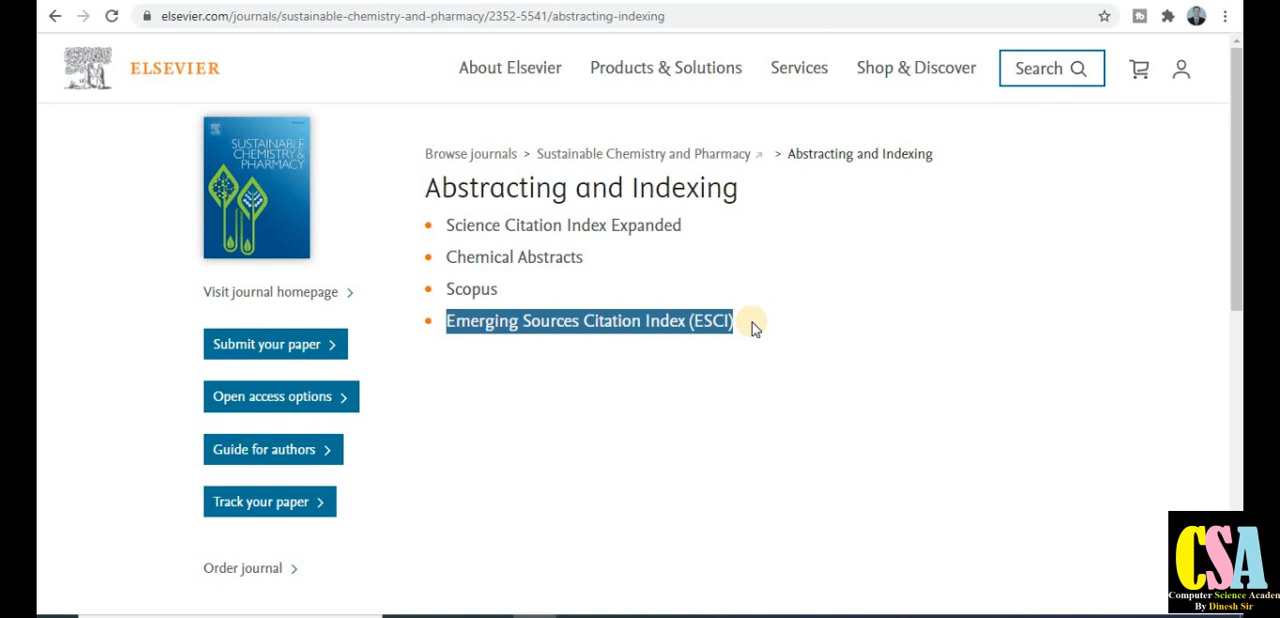 elsevier.com/journals/sustainable-chemistry-and-pharmacy/2352-5541/abstracting-indexing
ELSEVIER
About Elsevier
Products & Solutions
Services
Shop & Discover
Search
SUSTAINABLE
CHEMISTRY &
PHARMACY
Browse journals > Sustainable Chemistry and Pharmacy > Abstracting and Indexing
Abstracting and Indexing
Science Citation Index Expanded
Chemical Abstracts
Scopus
Emerging Sources Citation Index (ESCI)
Visit journal homepage >
Submit your paper >
Open access options >
Guide for authors >
Track your paper >
Order journal >
CSA
Computer Science Academ
By Dinesh Sir